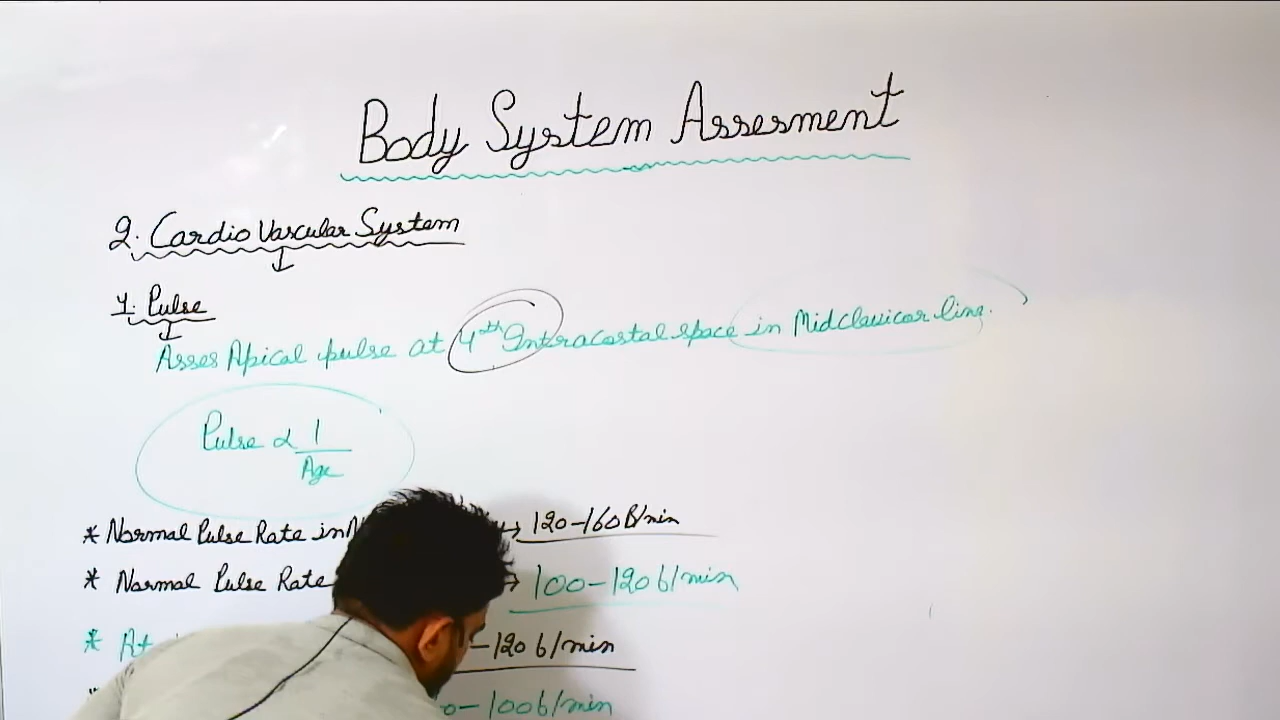 Body System Assesment
2. Cardio Vascular System
1. Pulse
Asses Apical pulse at 4th Intracostal space in Midclavicar line.
Pulse ∝ 1
Age
* Normal Pulse Rate in → 120-160 B/min
* Normal Pulse Rate → 100-120 b/min
* At -120 b/min
0-100 b/min